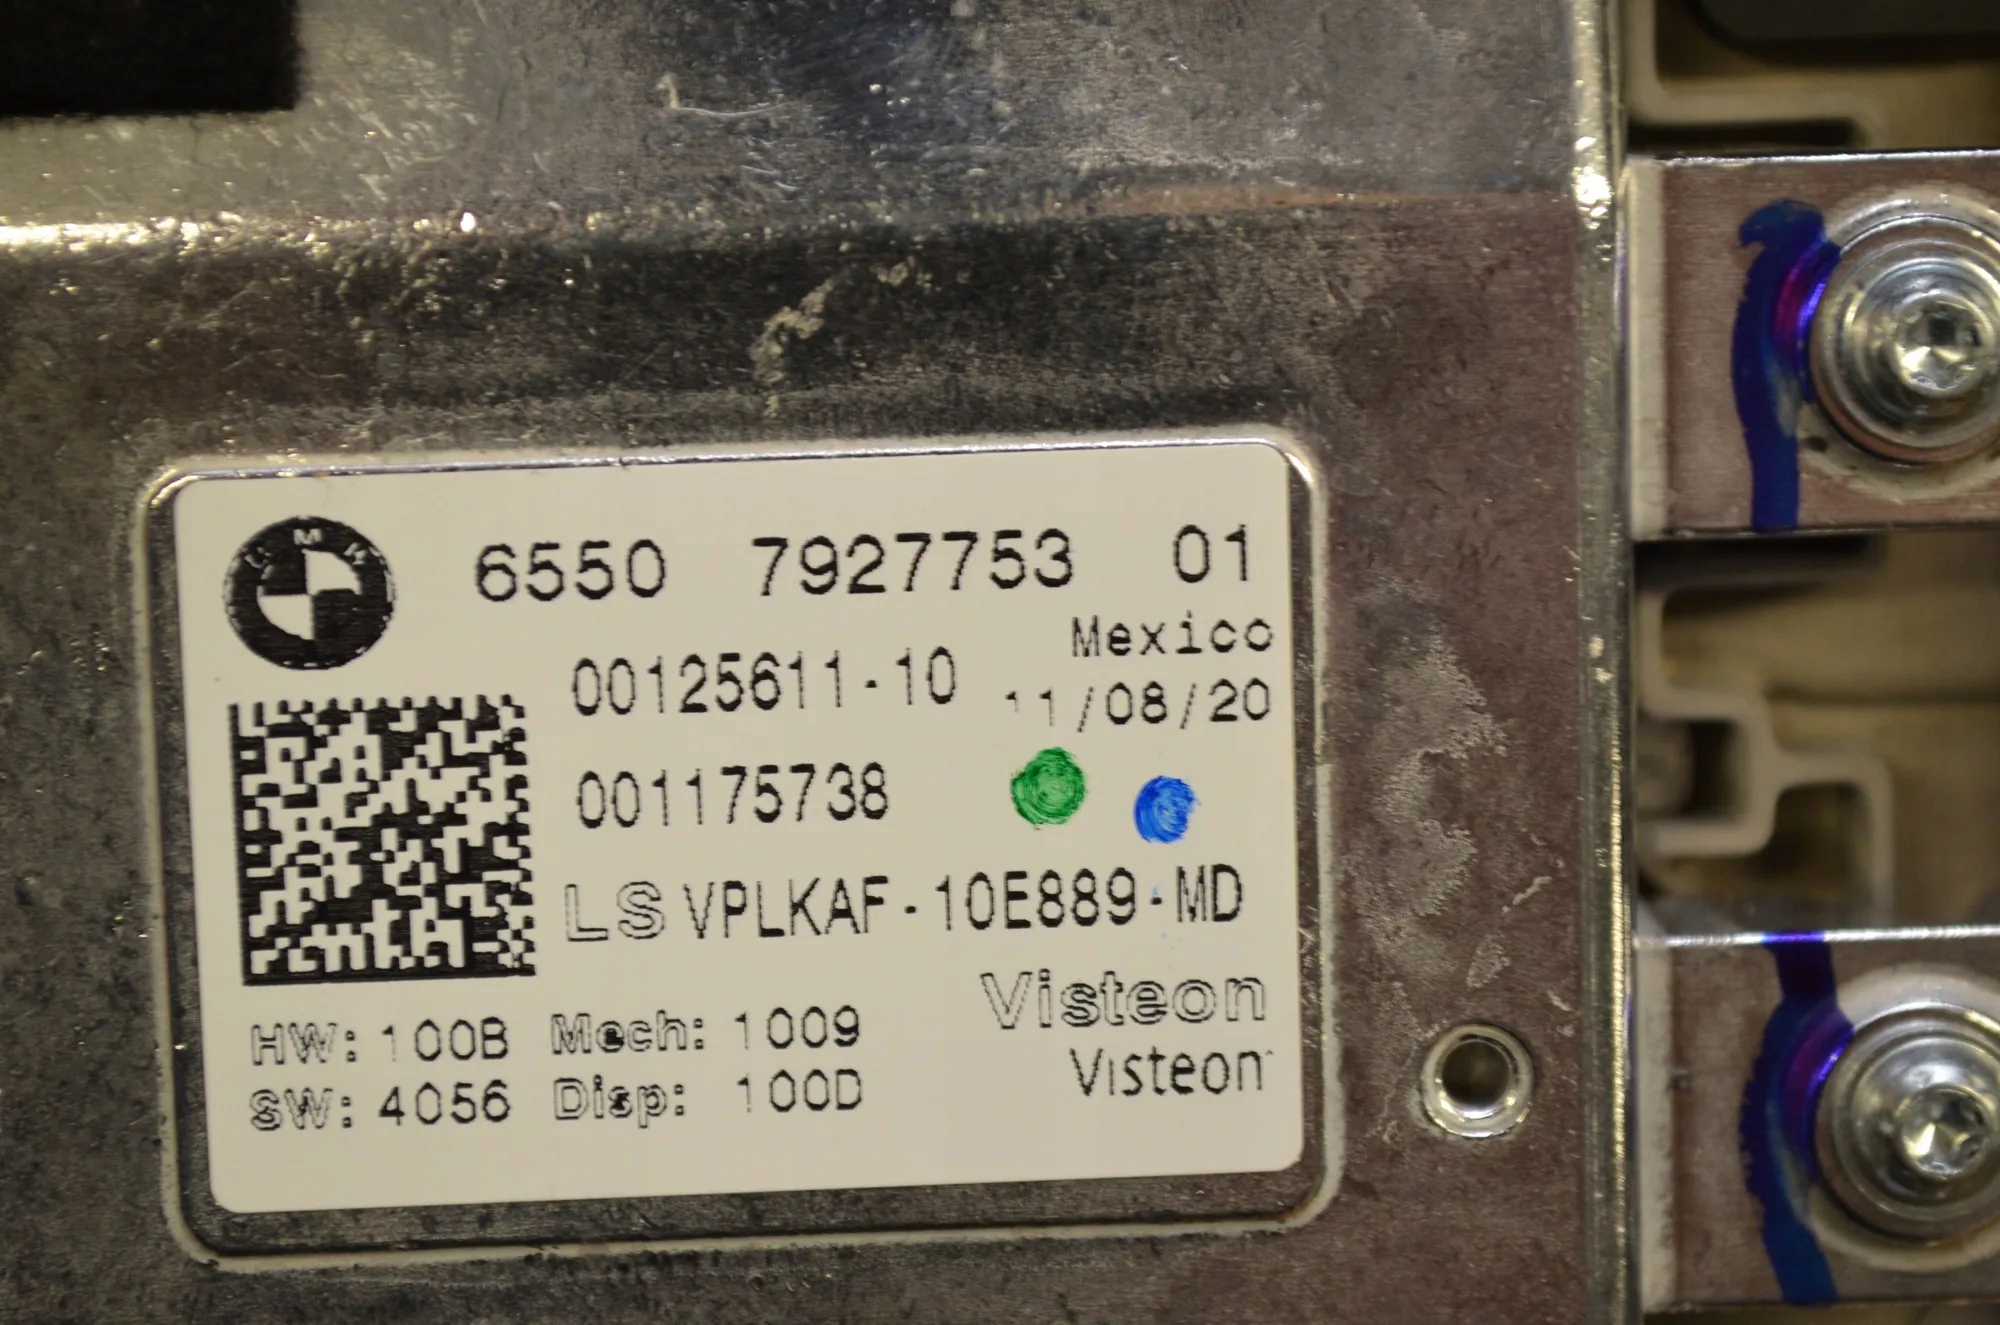 BMW
6550 7927753 01
Mexico
00125611-10 11/08/20
001175738
LS VPLKAF-10E889-MD
Visteon
HW: 100B Mech: 1009
Visteon
SW: 4056 Disp: 100D